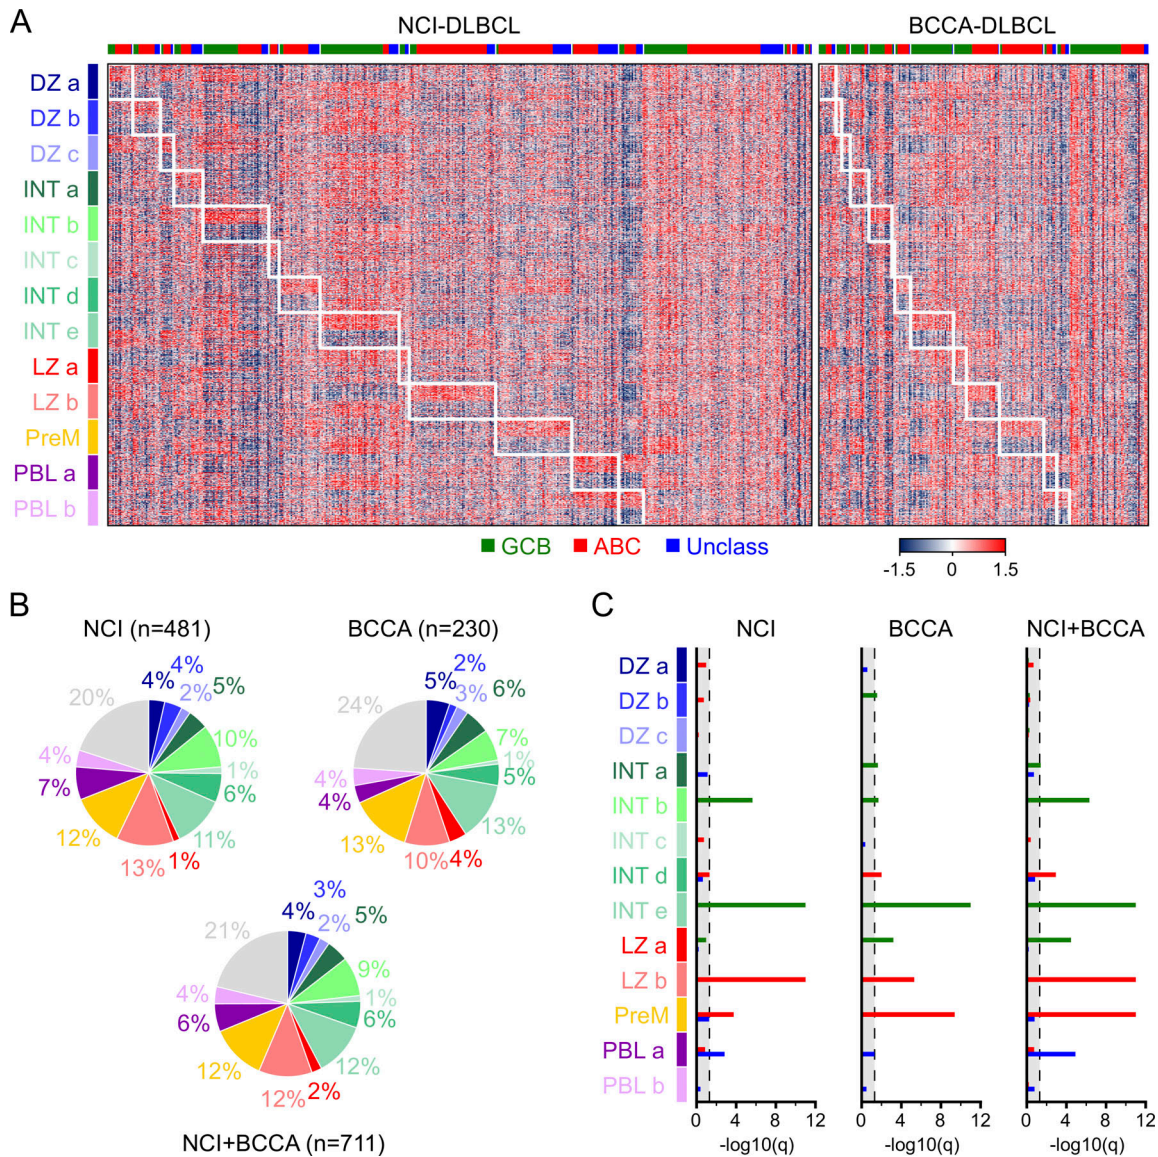 A
NCI-DLBCL
BCCA-DLBCL
DZ a
DZ b
DZ c
INT a
INT b
INT c
INT d
INT e
LZ a
LZ b
PreM
PBL a
PBL b
GCB ABC Unclass
-1.5 0 1.5
B
NCI (n=481)
4%
4%
2%
5%
10%
1%
6%
11%
1%
13%
12%
7%
4%
20%
BCCA (n=230)
5%
2%
3%
6%
7%
1%
5%
13%
4%
10%
13%
4%
4%
24%
4%
3%
2%
5%
9%
1%
6%
12%
2%
12%
12%
6%
4%
21%
NCI+BCCA (n=711)
C
NCI BCCA NCI+BCCA
DZ a
DZ b
DZ c
INT a
INT b
INT c
INT d
INT e
LZ a
LZ b
PreM
PBL a
PBL b
0 4 8 12
0 4 8 12
0 4 8 12
-log10(q) -log10(q) -log10(q)